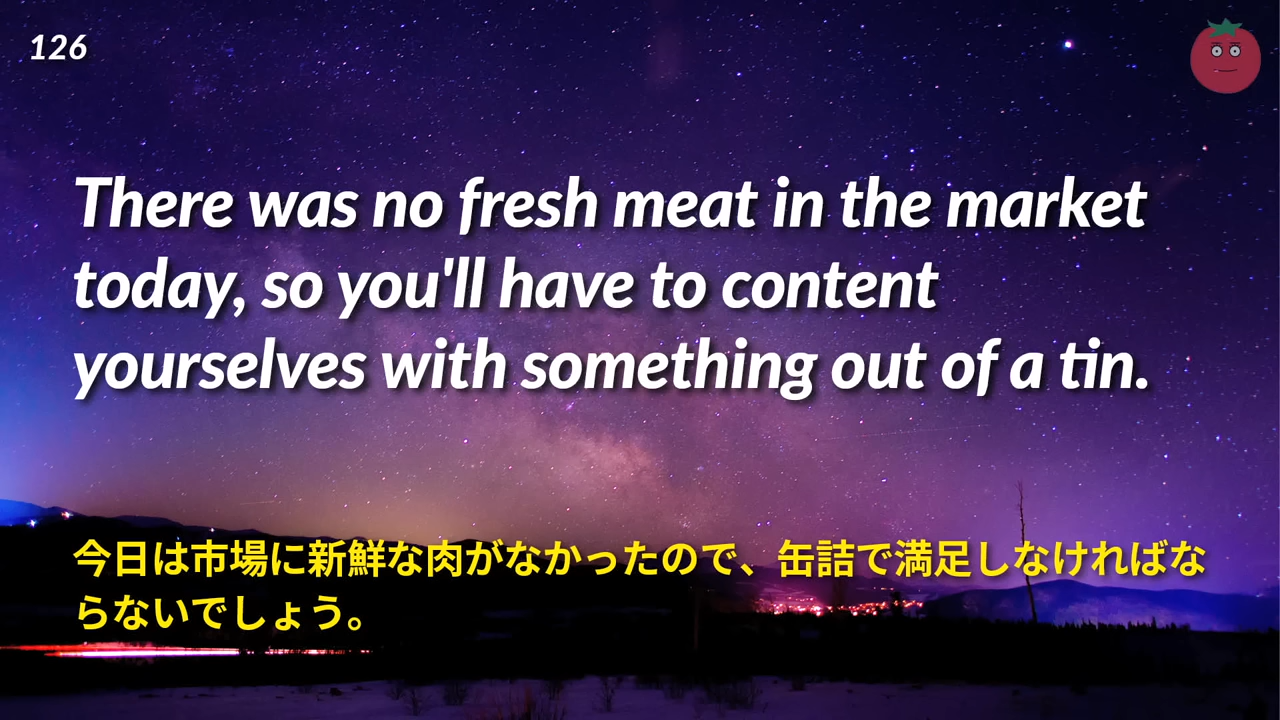 126
There was no fresh meat in the market
today, so you'll have to content
yourselves with something out of a tin.
今日は市場に新鮮な肉がなかったので、缶詰で満足しなければな
らないでしょう。